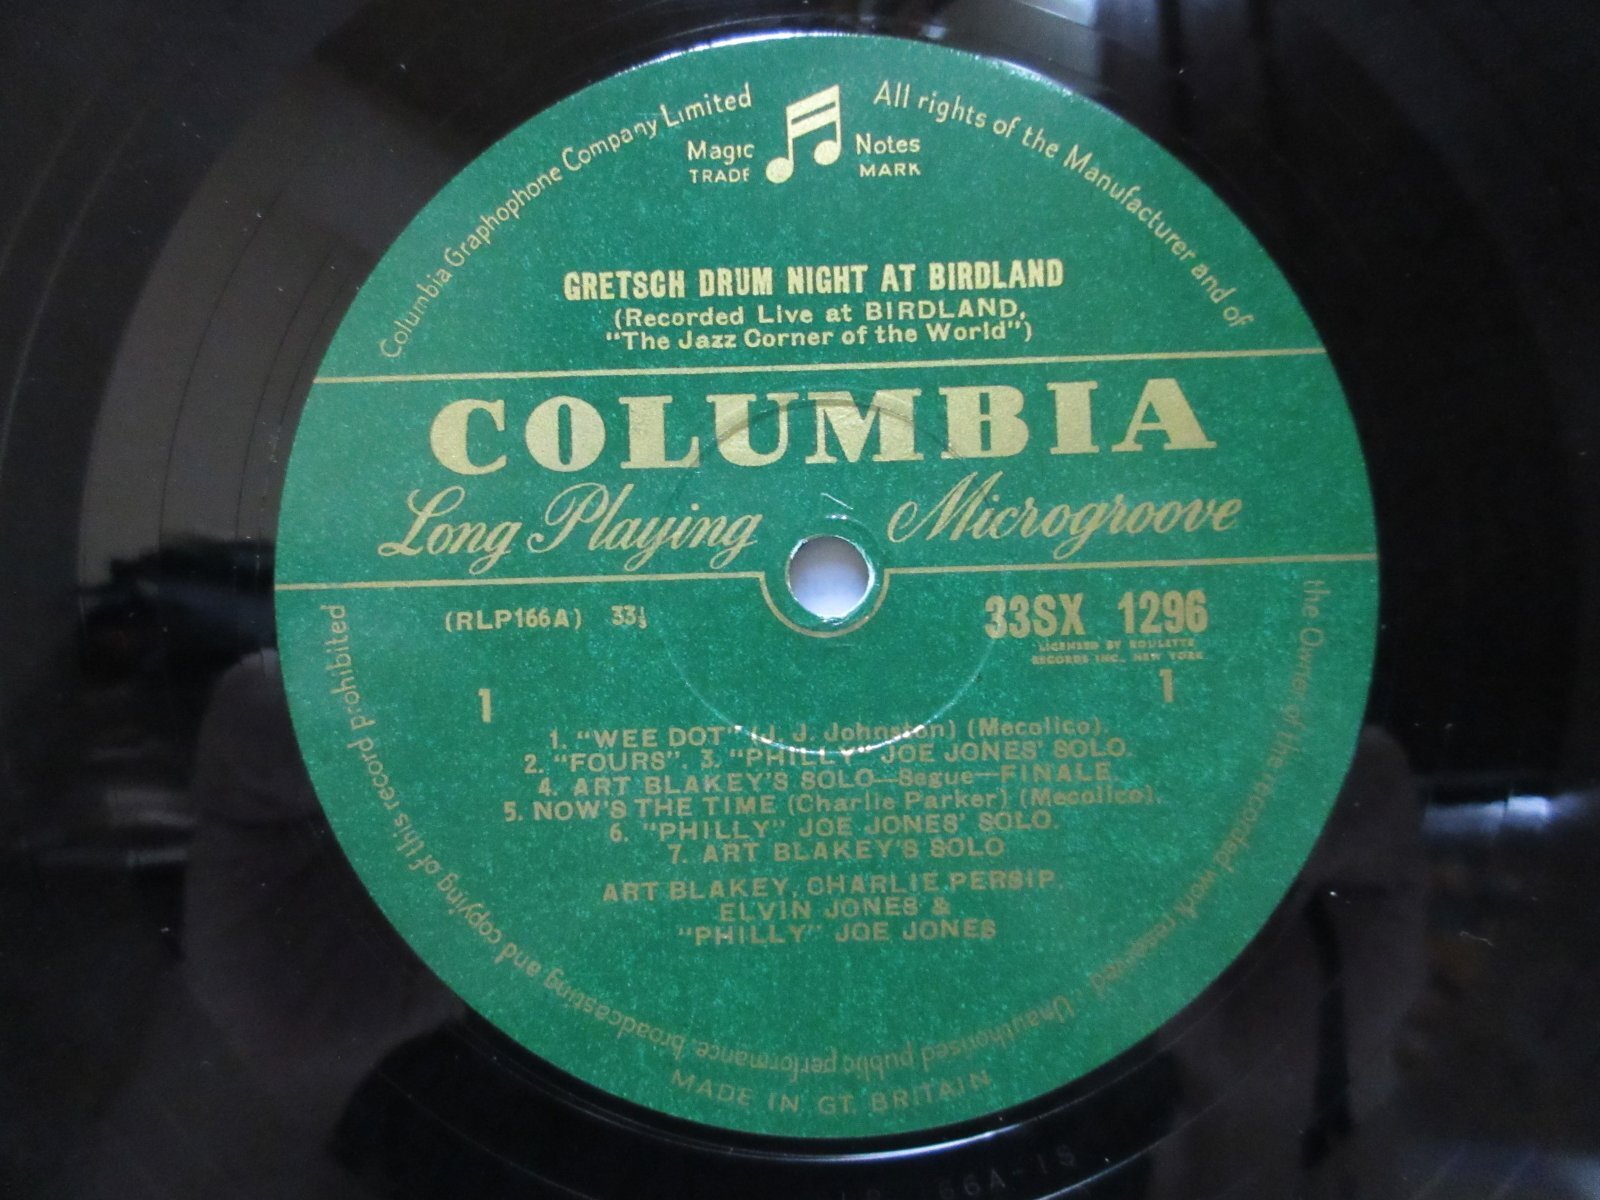 Columbia Graphophone Company Limited
All rights of the Manufacturer and of the Owner of the recorded work reserved. Unauthorised public performance, broadcasting and copying of this record prohibited
Magic Notes
TRADE MARK
GRETSCH DRUM NIGHT AT BIRDLAND
(Recorded Live at BIRDLAND,
"The Jazz Corner of the World")
COLUMBIA
Long Playing Microgroove
(RLP166A) 33⅓ 33SX 1296
LICENSED BY ROULETTE
RECORDS INC., NEW YORK
1 1
1. "WEE DOT" (J. J. Johnston) (Mecolico).
2. "FOURS". 3. "PHILLY" JOE JONES' SOLO.
4. ART BLAKEY'S SOLO—Segue—FINALE.
5. NOW'S THE TIME (Charlie Parker) (Mecolico).
6. "PHILLY" JOE JONES' SOLO.
7. ART BLAKEY'S SOLO
ART BLAKEY, CHARLIE PERSIP,
ELVIN JONES &
"PHILLY" JOE JONES
MADE IN GT. BRITAIN